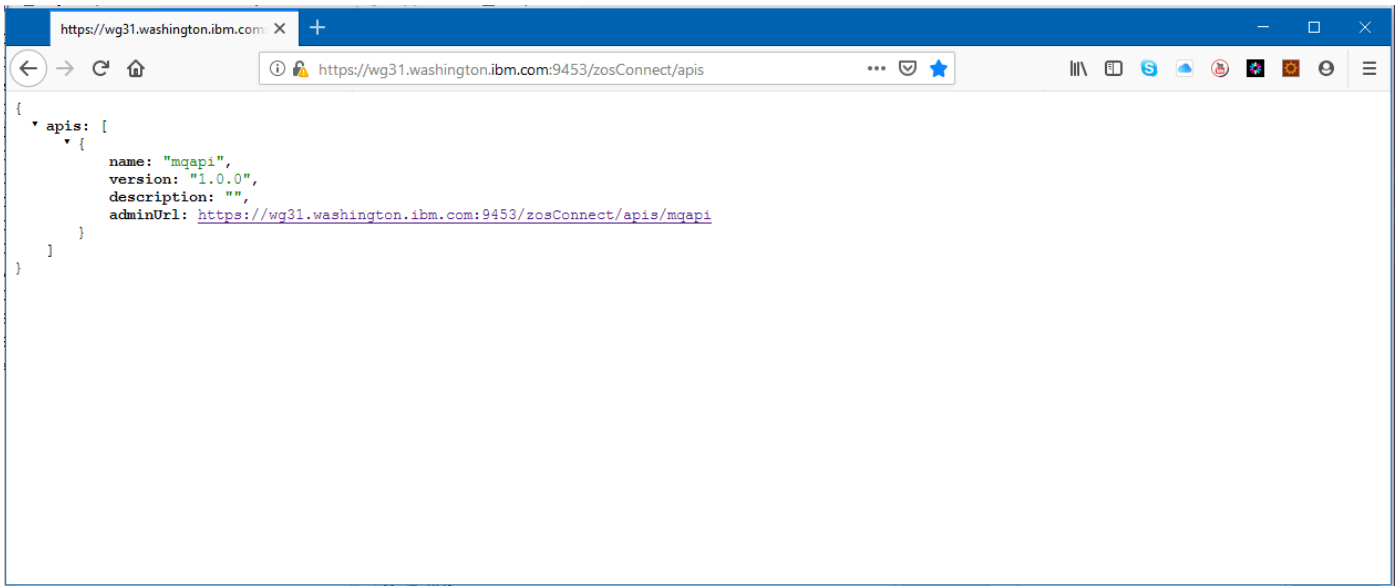 https://wg31.washington.ibm.com:
https://wg31.washington.ibm.com:9453/zosConnect/apis
{
apis: [
{
name: "mqapi",
version: "1.0.0",
description: "",
adminUrl: https://wg31.washington.ibm.com:9453/zosConnect/apis/mqapi
}
]
}